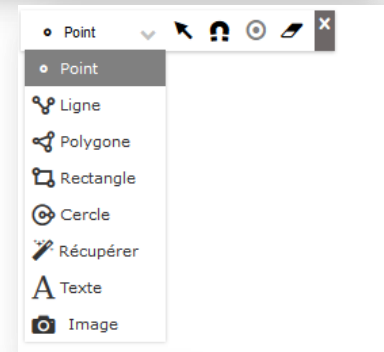 Point
Point
Ligne
Polygone
Rectangle
Cercle
Récupérer
Texte
Image